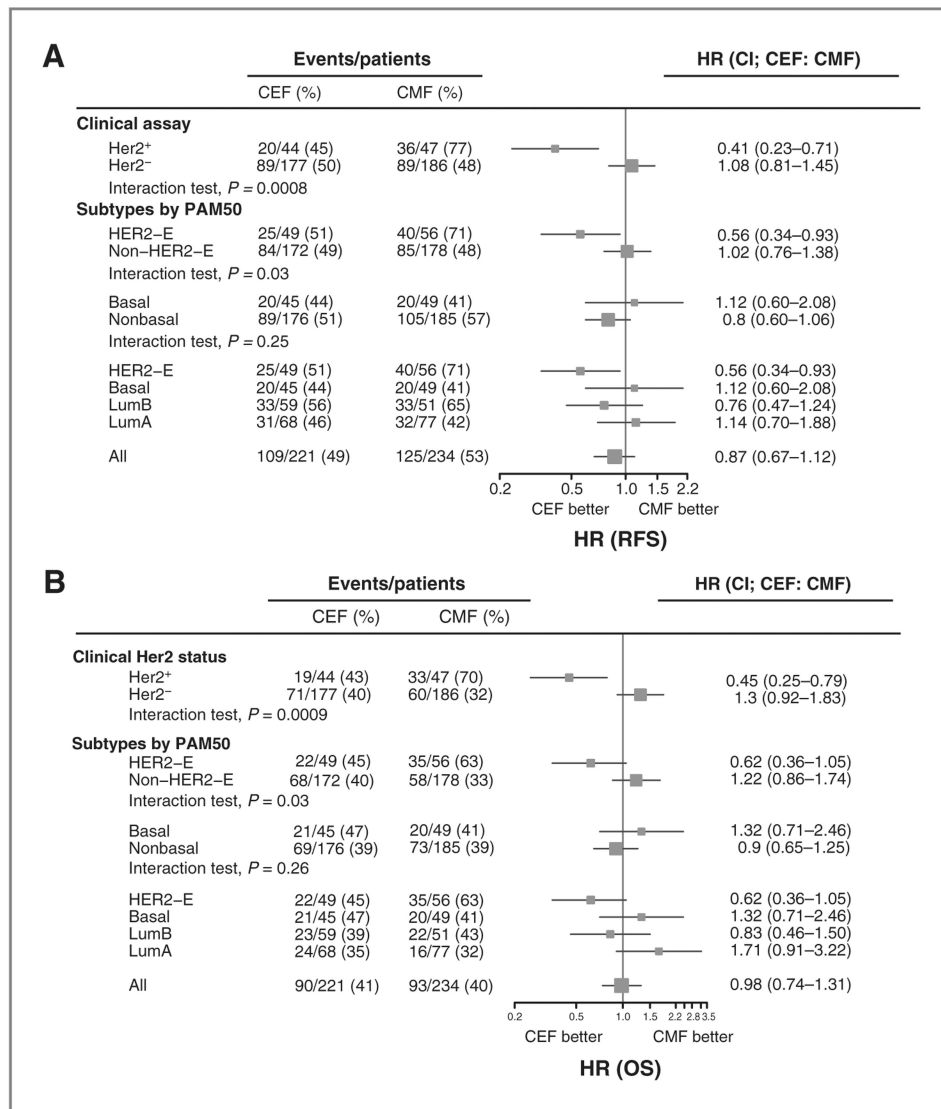 A
Events/patients HR (CI; CEF: CMF)
CEF (%) CMF (%)
Clinical assay
Her2+ 20/44 (45) 36/47 (77) 0.41 (0.23–0.71)
Her2– 89/177 (50) 89/186 (48) 1.08 (0.81–1.45)
Interaction test, P = 0.0008
Subtypes by PAM50
HER2–E 25/49 (51) 40/56 (71) 0.56 (0.34–0.93)
Non–HER2–E 84/172 (49) 85/178 (48) 1.02 (0.76–1.38)
Interaction test, P = 0.03
Basal 20/45 (44) 20/49 (41) 1.12 (0.60–2.08)
Nonbasal 89/176 (51) 105/185 (57) 0.8 (0.60–1.06)
Interaction test, P = 0.25
HER2–E 25/49 (51) 40/56 (71) 0.56 (0.34–0.93)
Basal 20/45 (44) 20/49 (41) 1.12 (0.60–2.08)
LumB 33/59 (56) 33/51 (65) 0.76 (0.47–1.24)
LumA 31/68 (46) 32/77 (42) 1.14 (0.70–1.88)
All 109/221 (49) 125/234 (53) 0.87 (0.67–1.12)
0.2 0.5 1.0 1.5 2.2
CEF better CMF better
HR (RFS)
B
Events/patients HR (CI; CEF: CMF)
CEF (%) CMF (%)
Clinical Her2 status
Her2+ 19/44 (43) 33/47 (70) 0.45 (0.25–0.79)
Her2– 71/177 (40) 60/186 (32) 1.3 (0.92–1.83)
Interaction test, P = 0.0009
Subtypes by PAM50
HER2–E 22/49 (45) 35/56 (63) 0.62 (0.36–1.05)
Non–HER2–E 68/172 (40) 58/178 (33) 1.22 (0.86–1.74)
Interaction test, P = 0.03
Basal 21/45 (47) 20/49 (41) 1.32 (0.71–2.46)
Nonbasal 69/176 (39) 73/185 (39) 0.9 (0.65–1.25)
Interaction test, P = 0.26
HER2–E 22/49 (45) 35/56 (63) 0.62 (0.36–1.05)
Basal 21/45 (47) 20/49 (41) 1.32 (0.71–2.46)
LumB 23/59 (39) 22/51 (43) 0.83 (0.46–1.50)
LumA 24/68 (35) 16/77 (32) 1.71 (0.91–3.22)
All 90/221 (41) 93/234 (40) 0.98 (0.74–1.31)
0.2 0.5 1.0 1.5 2.2 2.8 3.5
CEF better CMF better
HR (OS)